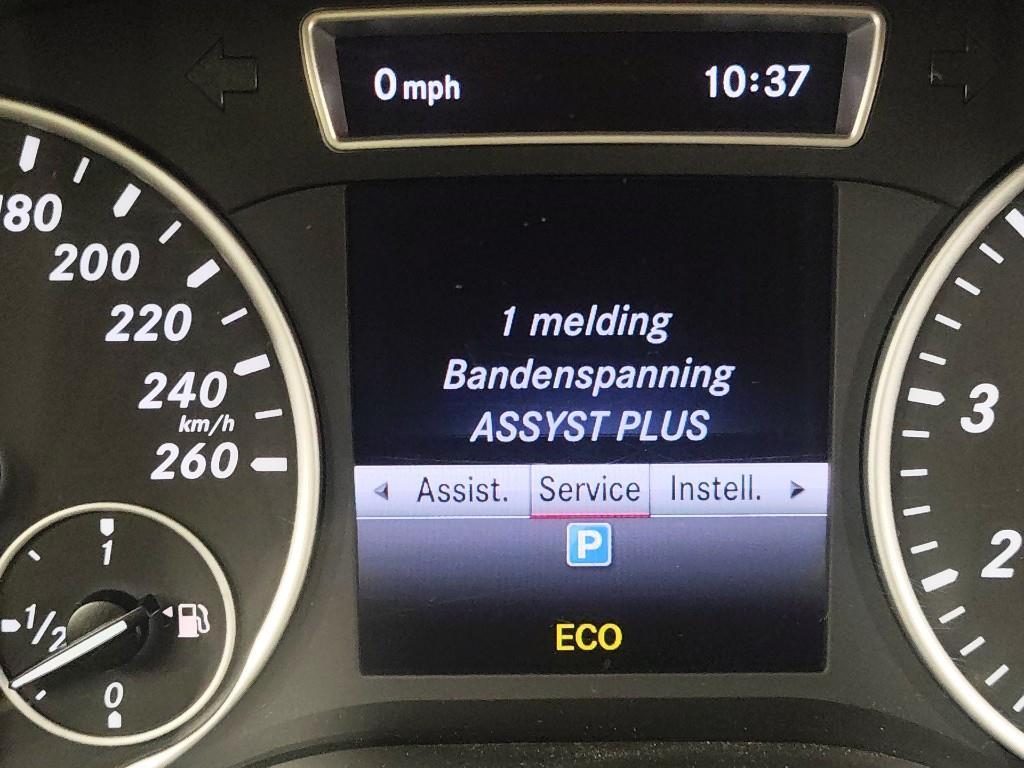 0 mph 10:37
180
200
220
240
km/h
260
1 melding
Bandenspanning
ASSYST PLUS
Assist. Service Instell.
P
ECO
1
1/2
0
3
2